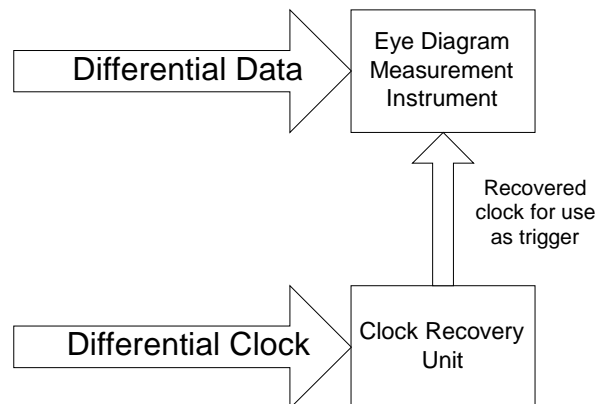 Differential Data
Eye Diagram
Measurement
Instrument
Recovered
clock for use
as trigger
Differential Clock
Clock Recovery
Unit